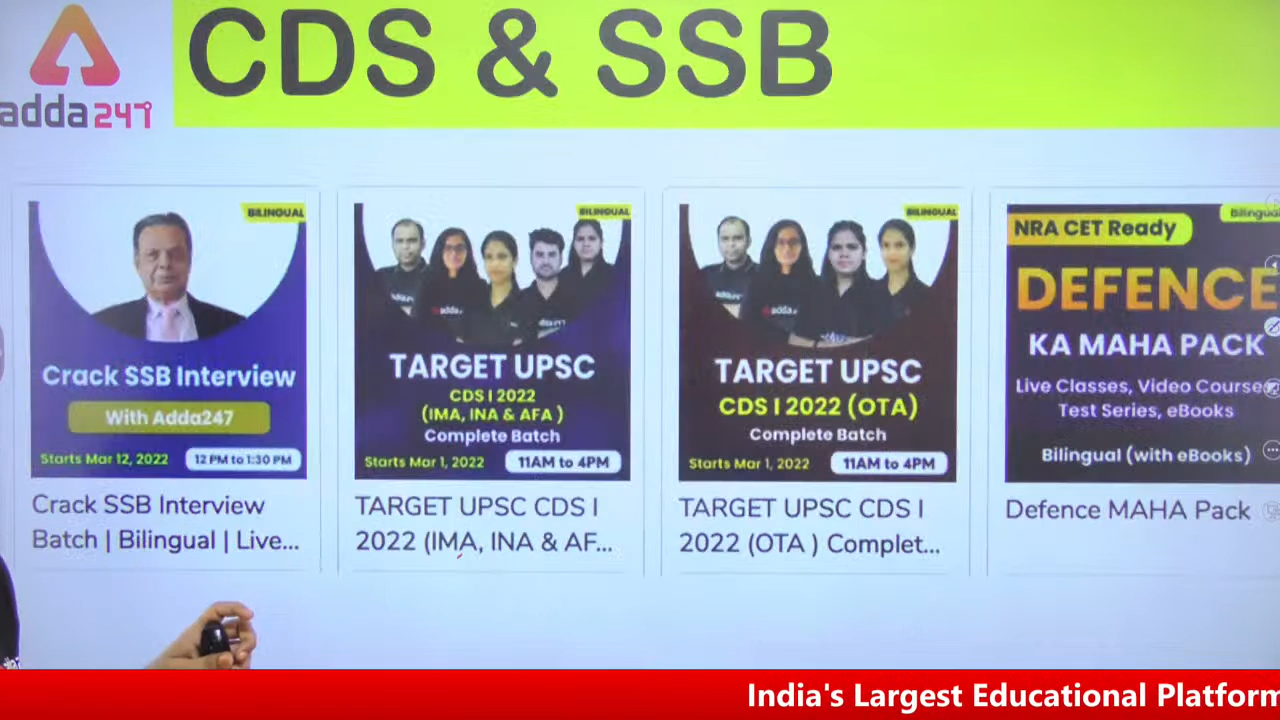 adda247
CDS & SSB
BILINGUAL
Crack SSB Interview
With Adda247
Starts Mar 12, 2022
12 PM to 1:30 PM
Crack SSB Interview
Batch | Bilingual | Live...
BILINGUAL
adda
TARGET UPSC
CDS I 2022
(IMA, INA & AFA )
Complete Batch
Starts Mar 1, 2022
11AM to 4PM
TARGET UPSC CDS I
2022 (IMA, INA & AF...
BILINGUAL
adda
TARGET UPSC
CDS I 2022 (OTA)
Complete Batch
Starts Mar 1, 2022
11AM to 4PM
TARGET UPSC CDS I
2022 (OTA ) Complet...
Bilingua
NRA CET Ready
DEFENCE
KA MAHA PACK
Live Classes, Video Course
Test Series, eBooks
Bilingual (with eBooks)
Defence MAHA Pack
India's Largest Educational Platform